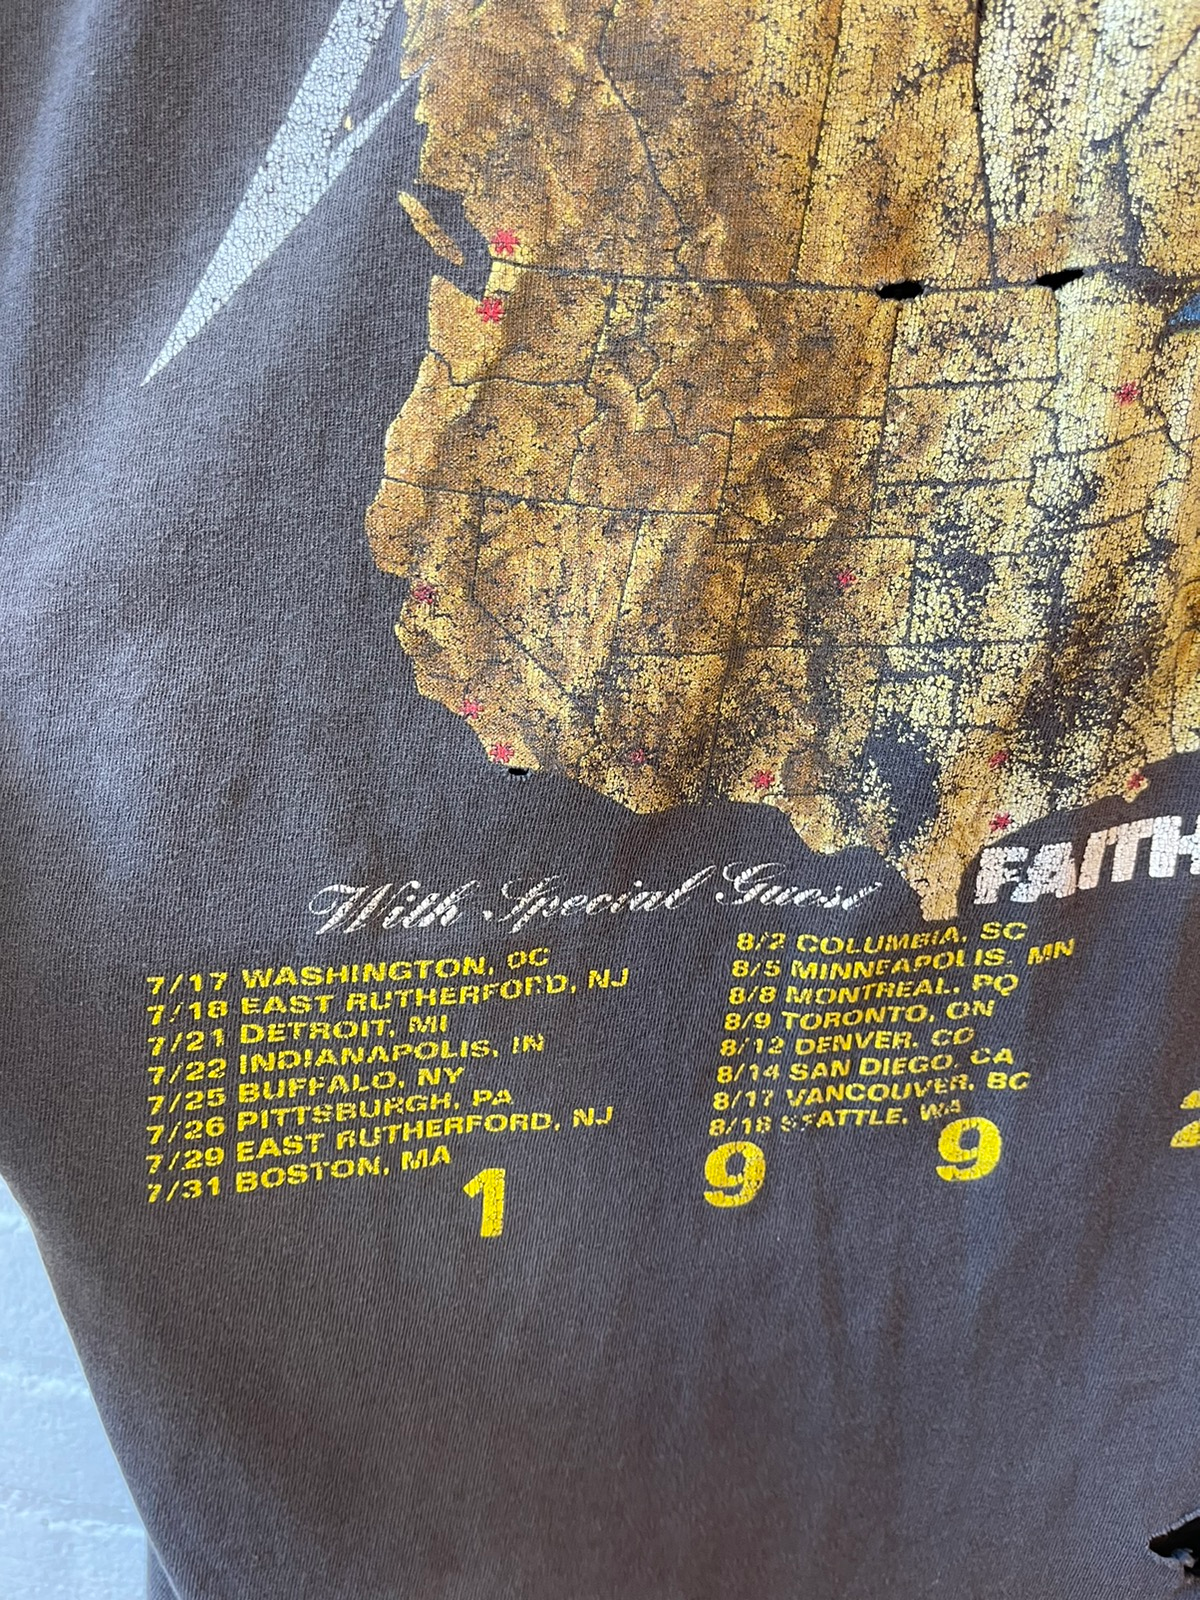 With Special Guest
FAITH
7/17 WASHINGTON, DC
7/18 EAST RUTHERFORD, NJ
7/21 DETROIT, MI
7/22 INDIANAPOLIS, IN
7/25 BUFFALO, NY
7/26 PITTSBURGH, PA
7/29 EAST RUTHERFORD, NJ
7/31 BOSTON, MA
8/2 COLUMBIA, SC
8/5 MINNEAPOLIS, MN
8/8 MONTREAL, PQ
8/9 TORONTO, ON
8/12 DENVER, CO
8/14 SAN DIEGO, CA
8/17 VANCOUVER, BC
8/18 SEATTLE, WA
1 9 9